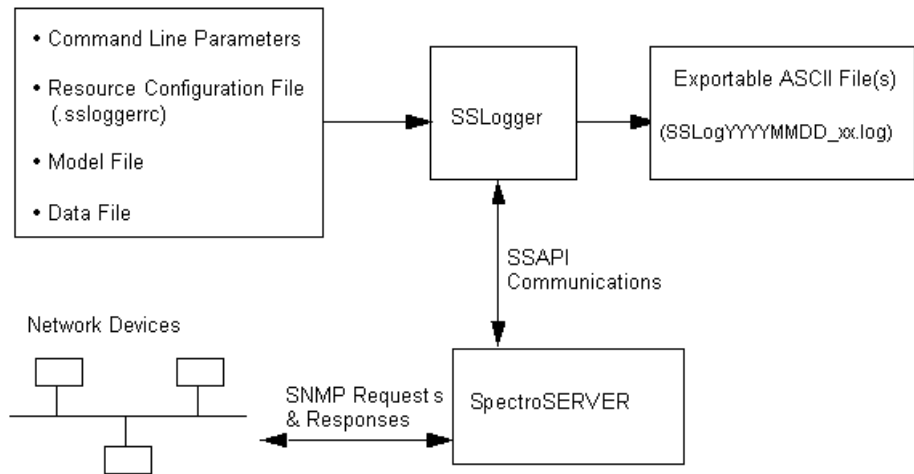 • Command Line Parameters
• Resource Configuration File
(.ssloggerrc)
• Model File
• Data File
SSLogger
Exportable ASCII File(s)
(SSLogYYYYMMDD_xx.log)
SSAPI
Communications
Network Devices
SNMP Requests
& Responses
SpectroSERVER